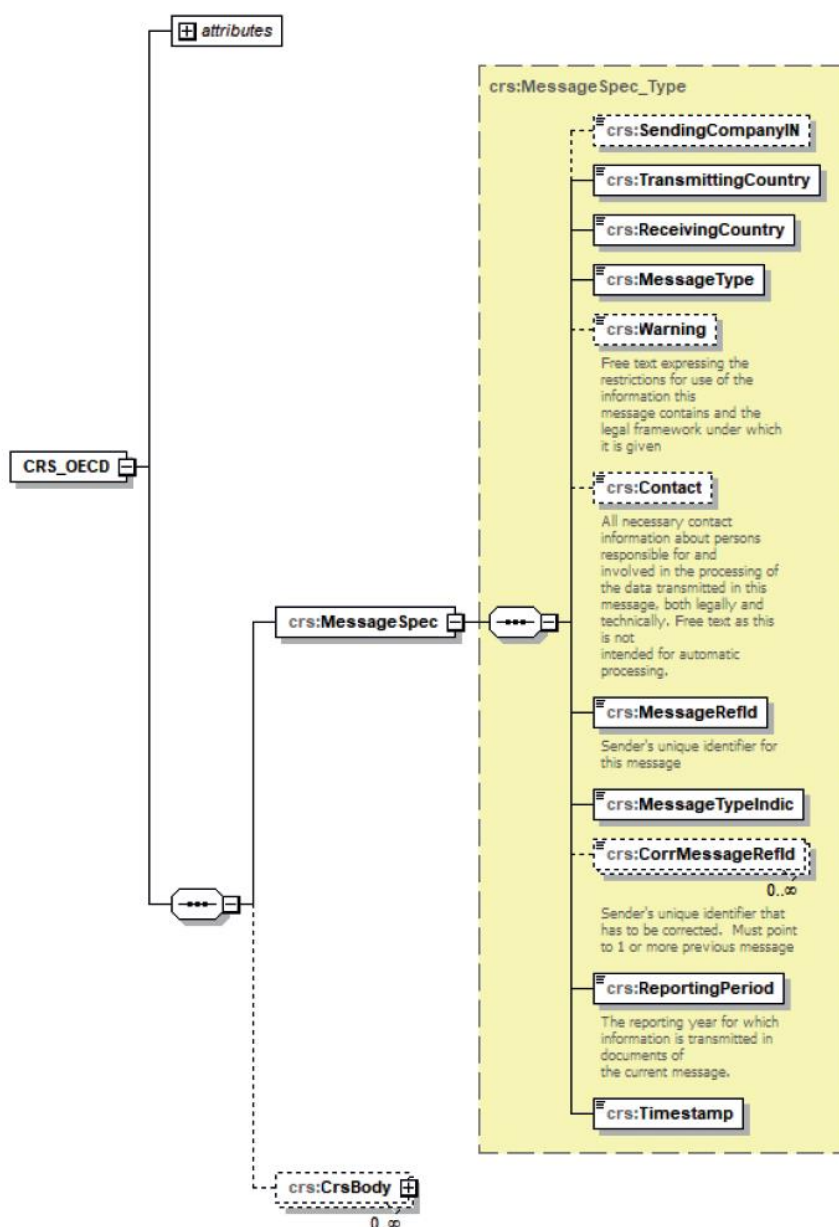 attributes
crs:MessageSpec_Type
crs:SendingCompanyIN
crs:TransmittingCountry
crs:ReceivingCountry
crs:MessageType
crs:Warning
Free text expressing the
restrictions for use of the
information this
message contains and the
legal framework under which
it is given
CRS_OECD
crs:Contact
All necessary contact
information about persons
responsible for and
involved in the processing of
the data transmitted in this
message, both legally and
technically. Free text as this
is not
intended for automatic
processing.
crs:MessageSpec
crs:MessageRefId
Sender's unique identifier for
this message
crs:MessageTypeIndic
crs:CorrMessageRefId
0..∞
Sender's unique identifier that
has to be corrected. Must point
to 1 or more previous message
crs:ReportingPeriod
The reporting year for which
information is transmitted in
documents of
the current message.
crs:Timestamp
crs:CrsBody
0..∞